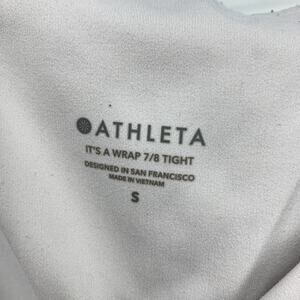 ATHLETA
IT'S A WRAP 7/8 TIGHT
DESIGNED IN SAN FRANCISCO
MADE IN VIETNAM
S